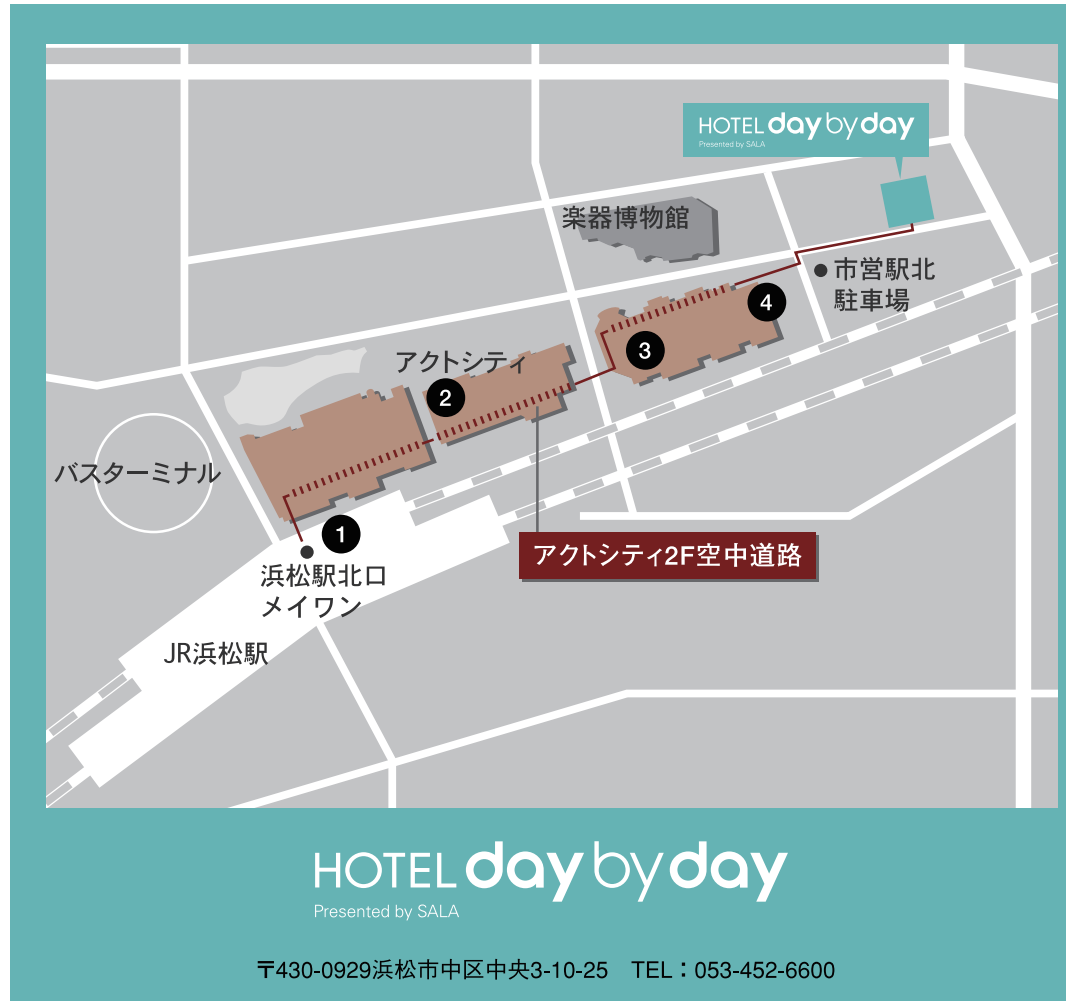 HOTEL day by day
Presented by SALA
楽器博物館
市営駅北
駐車場
4
3
アクトシティ
2
バスターミナル
1
アクトシティ2F空中道路
浜松駅北口
メイワン
JR浜松駅
HOTEL day by day
Presented by SALA
〒430-0929浜松市中区中央3-10-25 TEL：053-452-6600